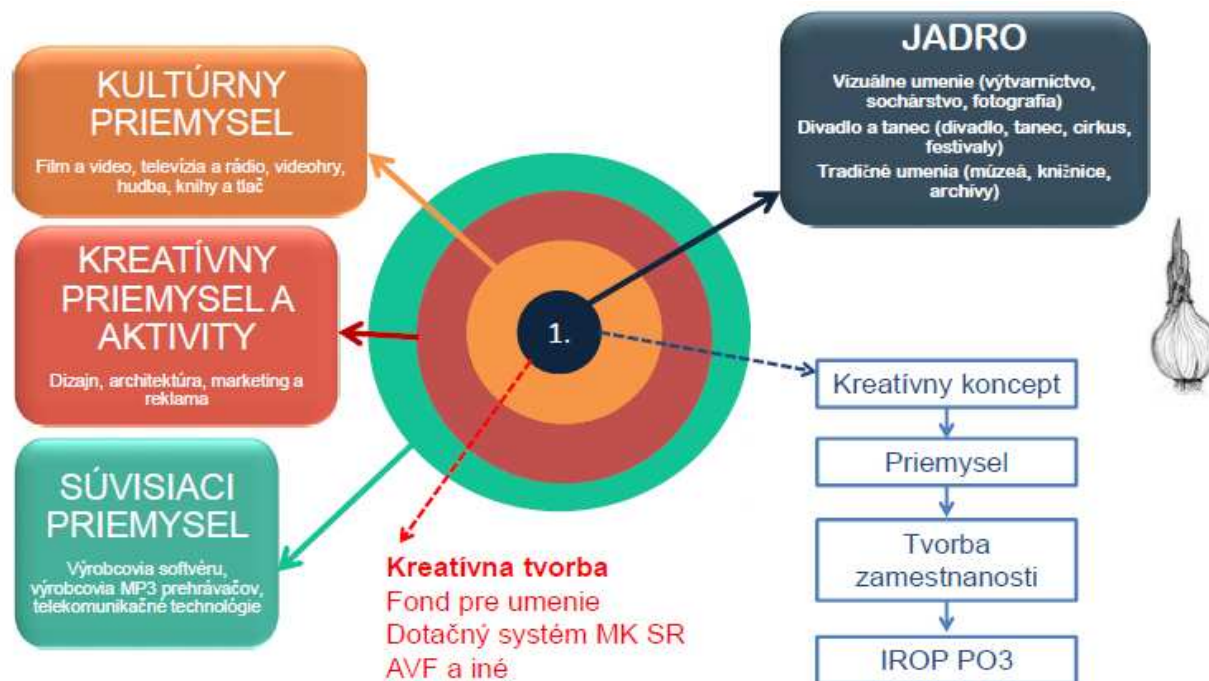 KULTÚRNY
PRIEMYSEL
Film a video, televízia a rádio, videohry,
hudba, knihy a tlač
KREATÍVNY
PRIEMYSEL A
AKTIVITY
Dizajn, architektúra, marketing a
reklama
SÚVISIACI
PRIEMYSEL
Výrobcovia softvéru,
výrobcovia MP3 prehrávačov,
telekomunikačné technológie
1.
JADRO
Vizuálne umenie (výtvarníctvo,
sochárstvo, fotografia)
Divadlo a tanec (divadlo, tanec, cirkus,
festivaly)
Tradičné umenia (múzeá, knižnice,
archívy)
Kreatívna tvorba
Fond pre umenie
Dotačný systém MK SR
AVF a iné
Kreatívny koncept
Priemysel
Tvorba
zamestnanosti
IROP PO3